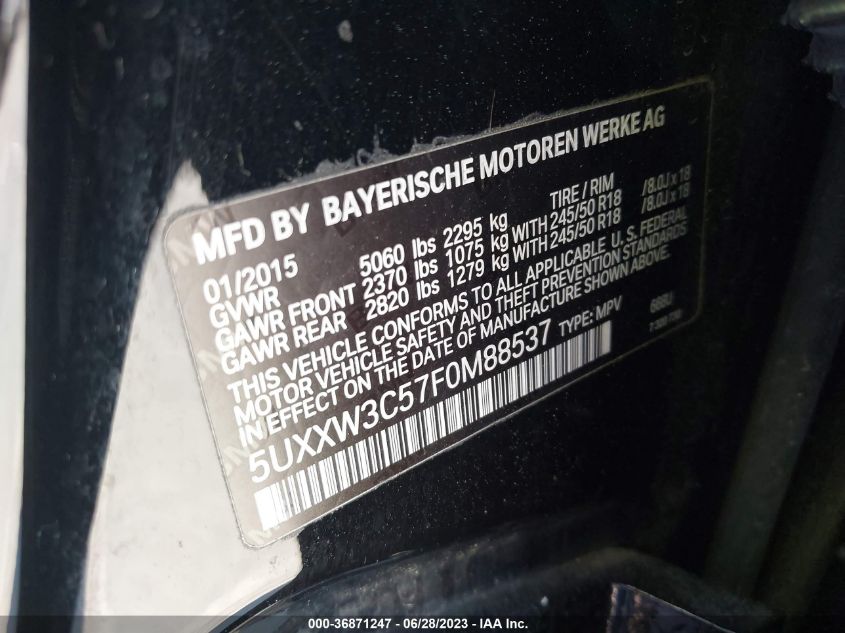 MFD BY BAYERISCHE MOTOREN WERKE AG
01/2015 TIRE / RIM
GVWR 5060 lbs 2295 kg
GAWR FRONT 2370 lbs 1075 kg WITH 245/50 R18 / 8.0J x 18
GAWR REAR 2820 lbs 1279 kg WITH 245/50 R18 / 8.0J x 18
THIS VEHICLE CONFORMS TO ALL APPLICABLE U. S. FEDERAL
MOTOR VEHICLE SAFETY AND THEFT PREVENTION STANDARDS
IN EFFECT ON THE DATE OF MANUFACTURE SHOWN ABOVE.
5UXXW3C57F0M88537 TYPE: MPV
000-36871247 - 06/28/2023 - IAA Inc.